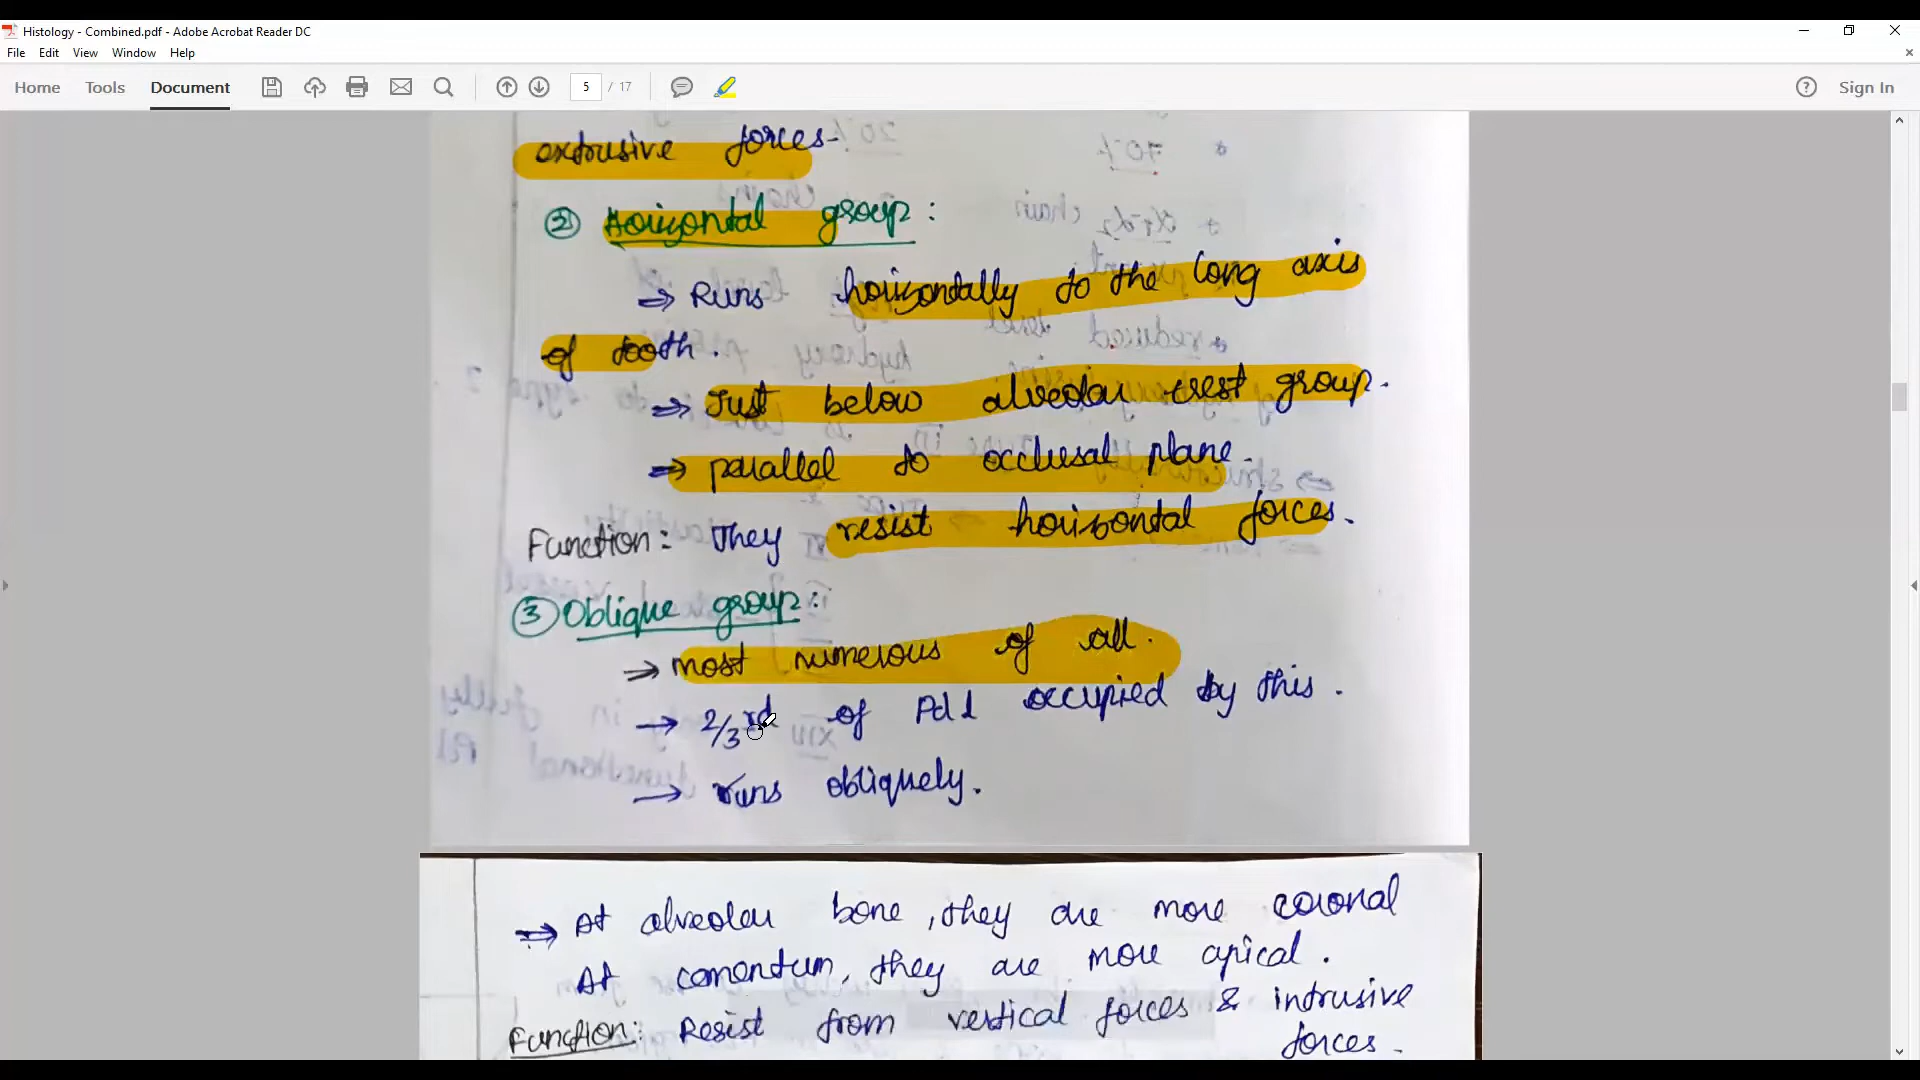 Histology - Combined.pdf - Adobe Acrobat Reader DC
File Edit View Window Help
Home Tools Document 5 / 17 Sign In
extrusive forces.
② Horizontal group:
→ Runs horizontally to the long axis
of tooth.
→ Just below alveolar crest group.
→ parallel to occlusal plane.
Function: They resist horizontal forces.
③ Oblique group:
→ most numerous of all.
→ 2/3rd of Pdl occupied by this.
→ runs obliquely.
→ At alveolar bone, they are more coronal
At cementum, they are more apical.
Function: Resist from vertical forces & intrusive
forces.